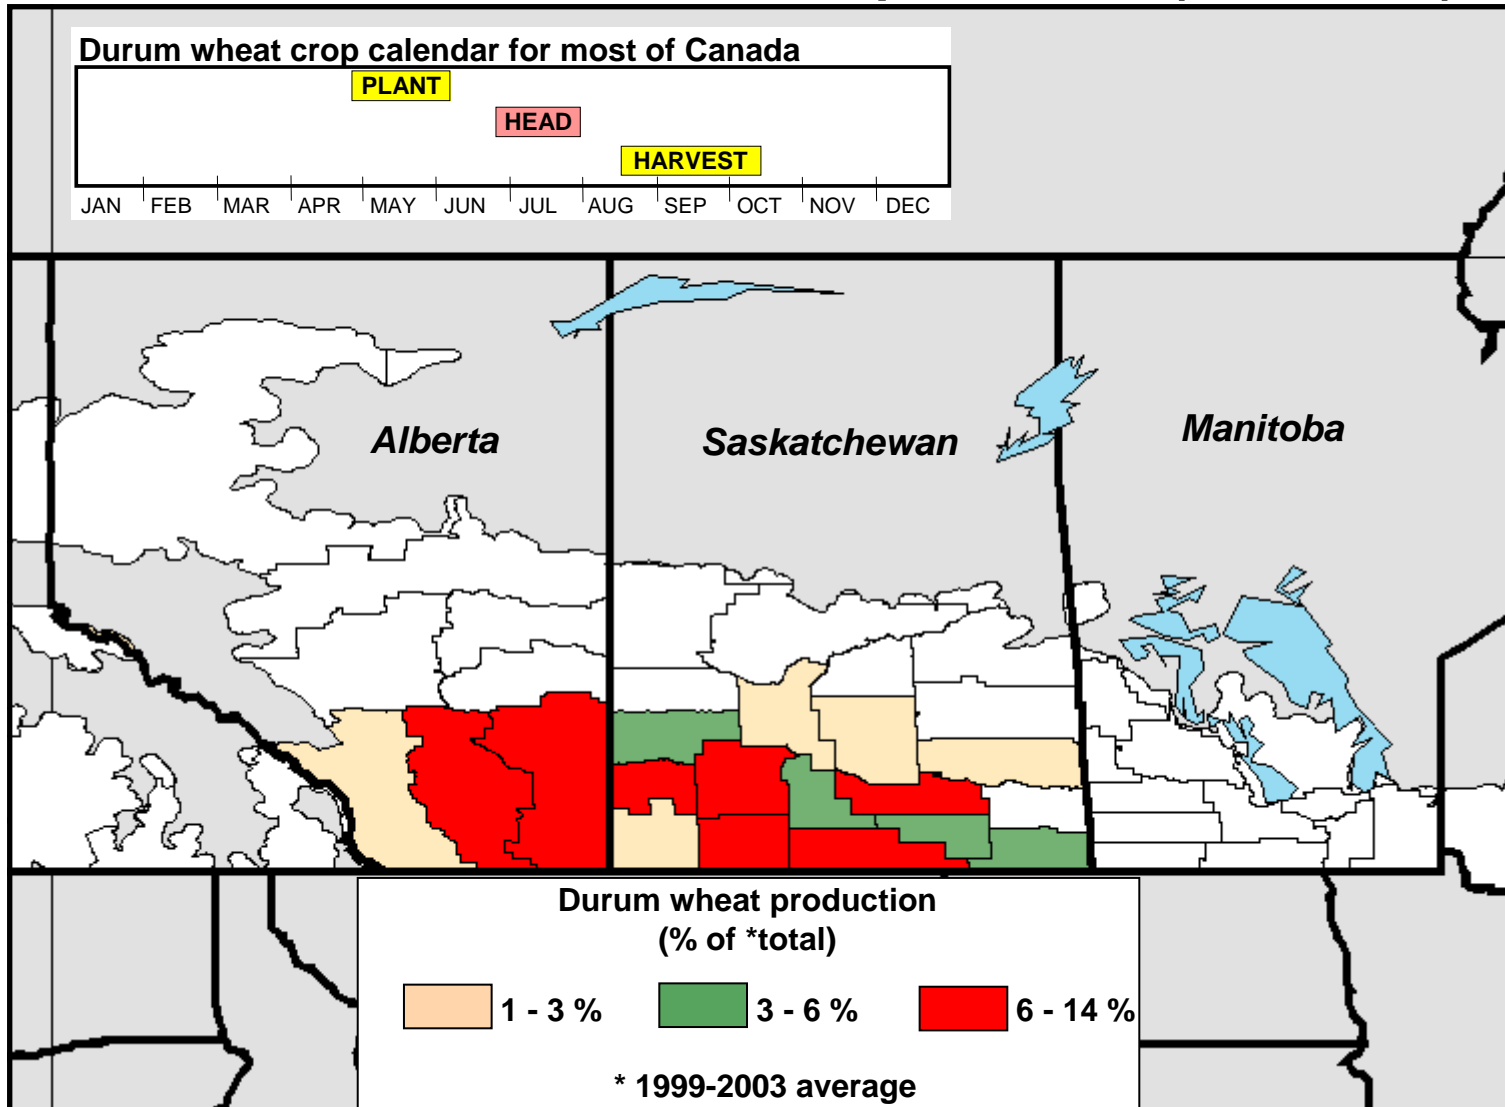 Durum wheat crop calendar for most of Canada
PLANT
HEAD
HARVEST
JAN FEB MAR APR MAY JUN JUL AUG SEP OCT NOV DEC
Alberta
Saskatchewan
Manitoba
Durum wheat production
(% of *total)
1 - 3 % 3 - 6 % 6 - 14 %
* 1999-2003 average